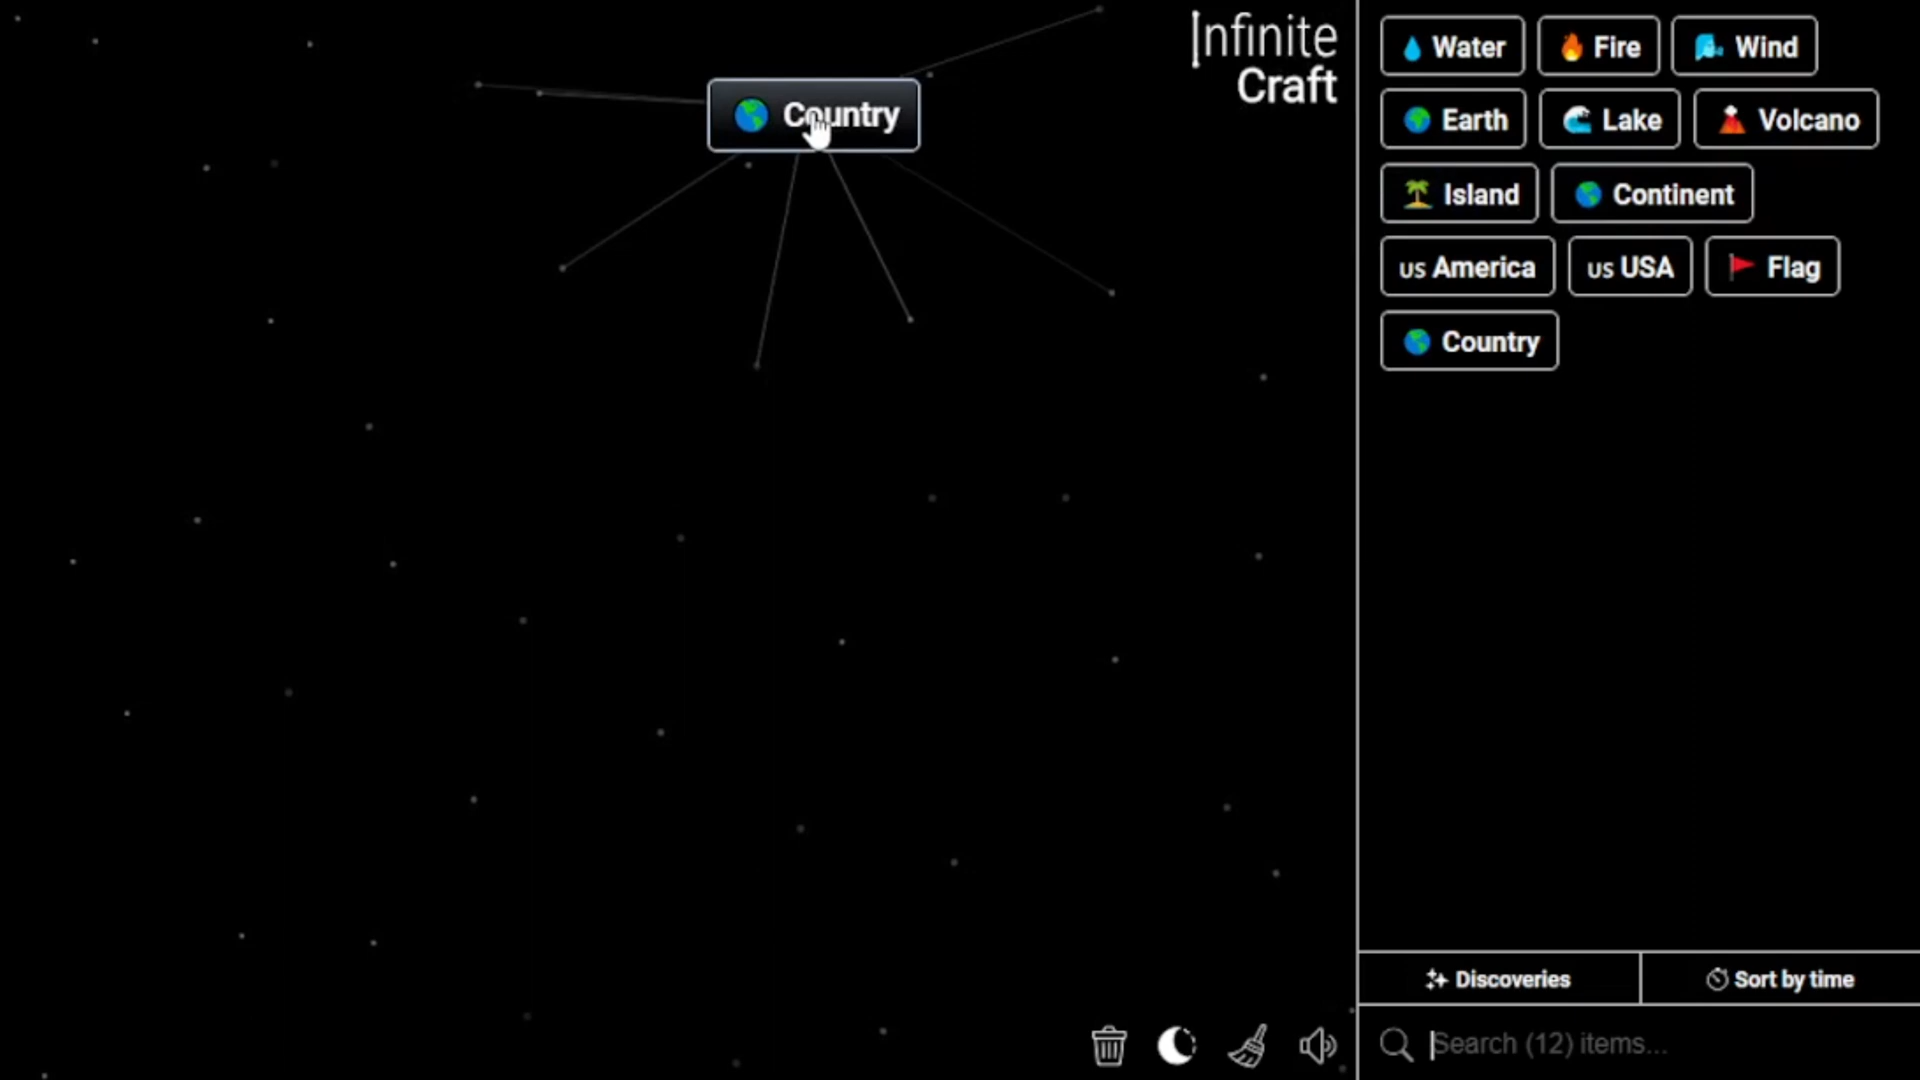 Infinite
Craft
Country
Water
Fire
Wind
Earth
Lake
Volcano
Island
Continent
US America
US USA
Flag
Country
Discoveries
Sort by time
Search (12) items...